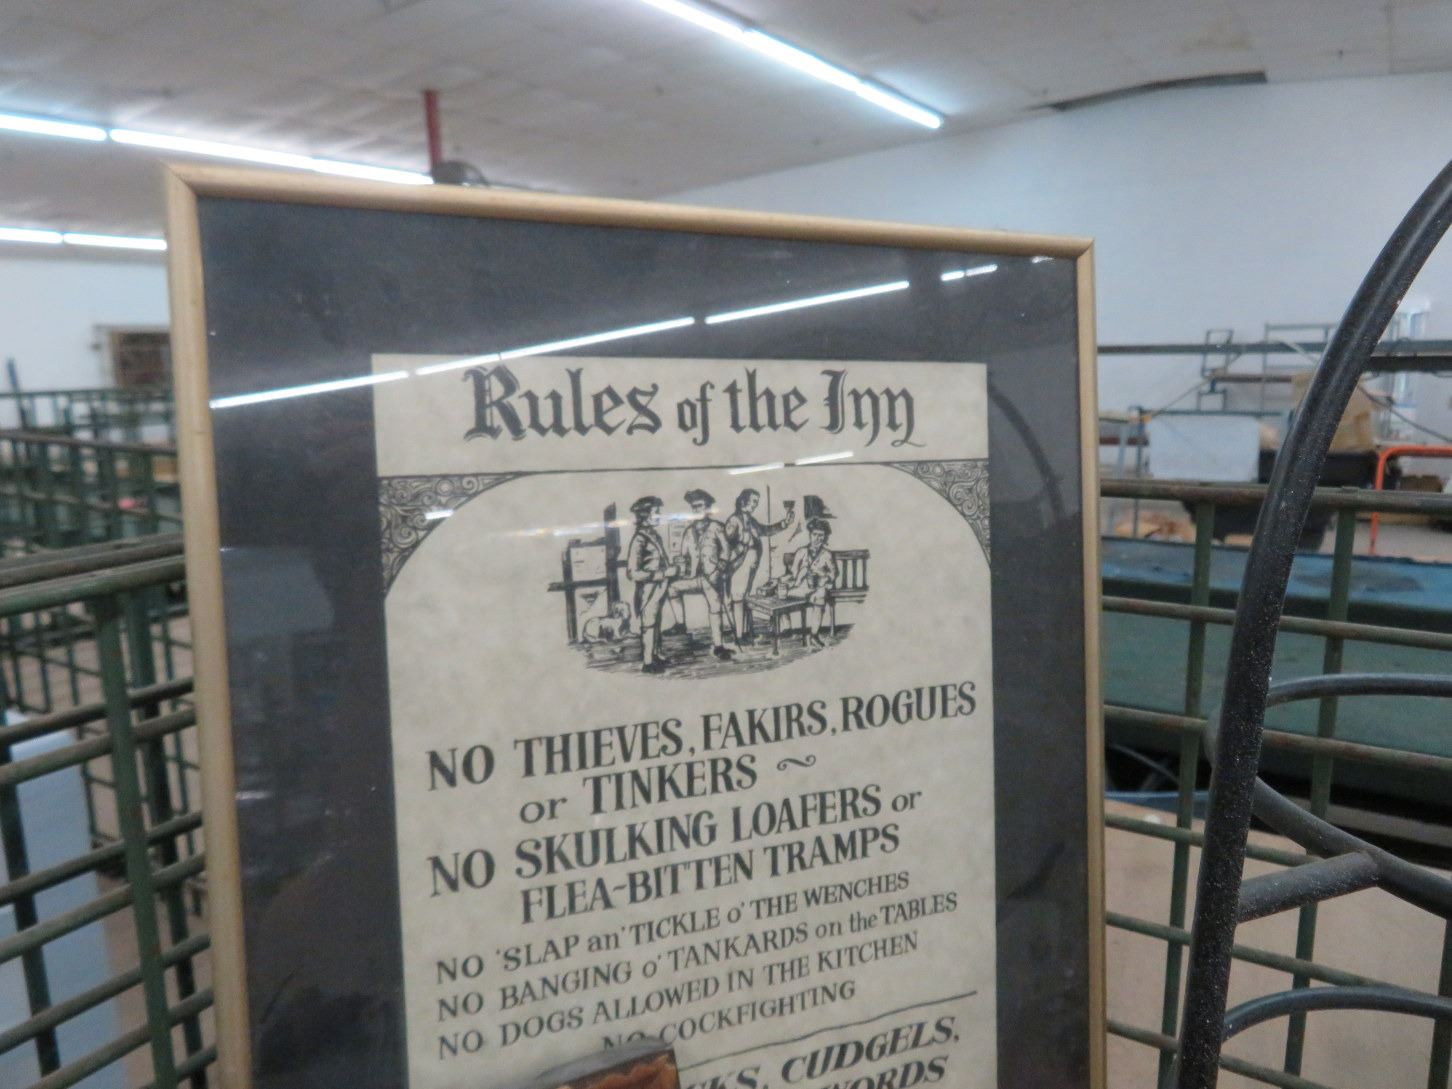 Rules of the Inn
NO THIEVES, FAKIRS, ROGUES
or TINKERS ~
NO SKULKING LOAFERS or
FLEA-BITTEN TRAMPS
NO 'SLAP an' TICKLE o' THE WENCHES
NO BANGING o' TANKARDS on the TABLES
NO DOGS ALLOWED IN THE KITCHEN
NO COCKFIGHTING
CUDGELS,